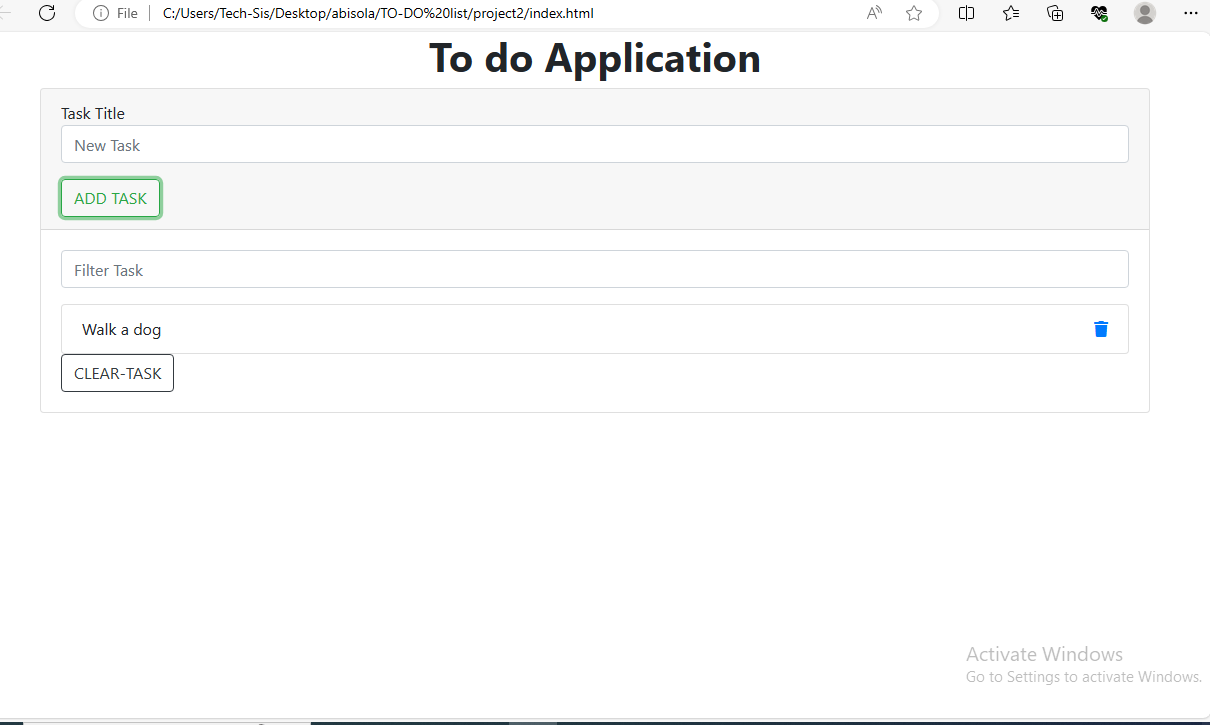 File
C:/Users/Tech-Sis/Desktop/abisola/TO-DO%20list/project2/index.html
To do Application
Task Title
New Task
ADD TASK
Filter Task
Walk a dog
CLEAR-TASK
Activate Windows
Go to Settings to activate Windows.